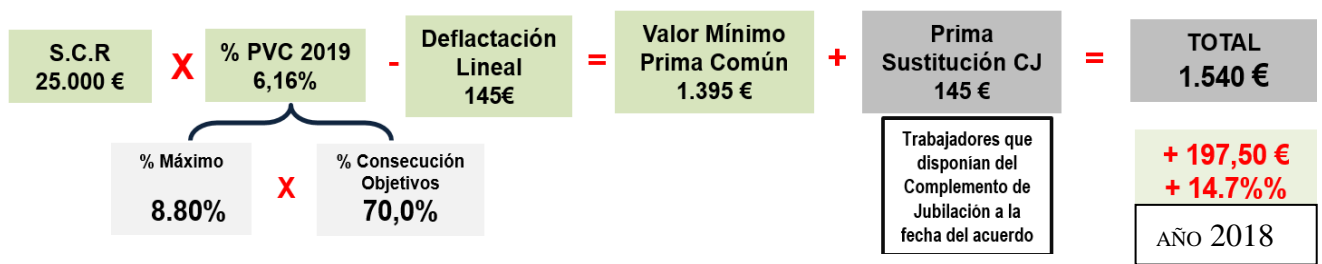 S.C.R
25.000 €
X
% PVC 2019
6,16%
-
Deflactación
Lineal
145€
=
Valor Mínimo
Prima Común
1.395 €
+
Prima
Sustitución CJ
145 €
=
TOTAL
1.540 €
% Máximo
8.80%
X
% Consecución
Objetivos
70,0%
Trabajadores que
disponían del
Complemento de
Jubilación a la
fecha del acuerdo
+ 197,50 €
+ 14.7%%
AÑO 2018